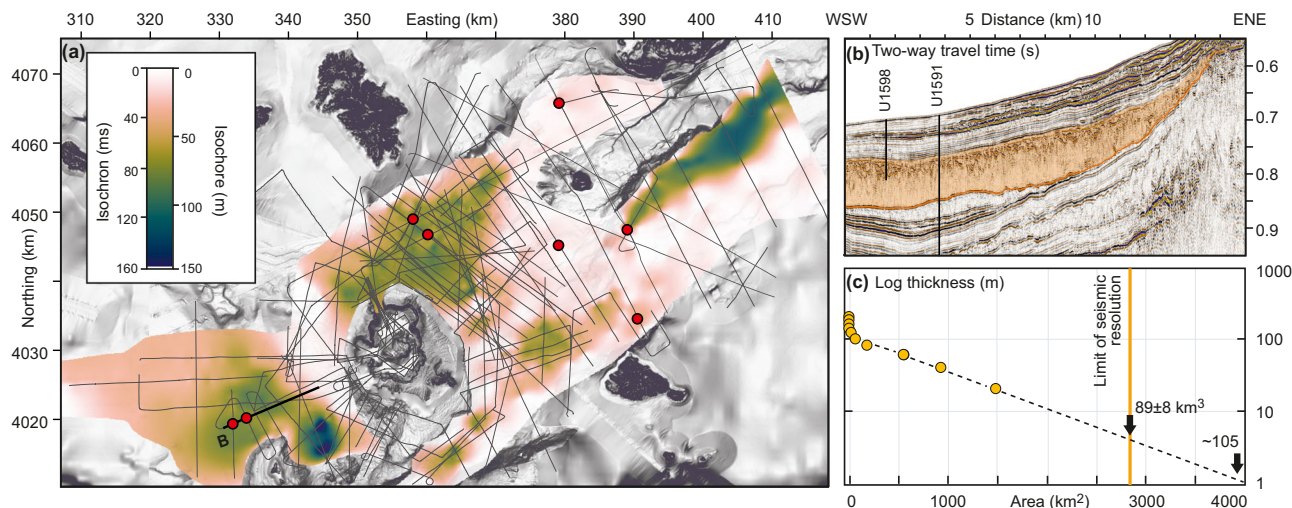 310 320 330 340 350 Easting (km) 380 390 400 410
(a)
4070
4060
4050
4040
4030
4020
Northing (km)
0 0
40 50
80
120 100
160 150
Isochron (ms)
Isochore (m)
B
WSW 5 Distance (km) 10 ENE
(b) Two-way travel time (s)
U1598
U1591
0.6
0.7
0.8
0.9
(c) Log thickness (m)
1000
100
10
1
Limit of seismic
resolution
89±8 km³
~105
0 1000 Area (km²) 3000 4000